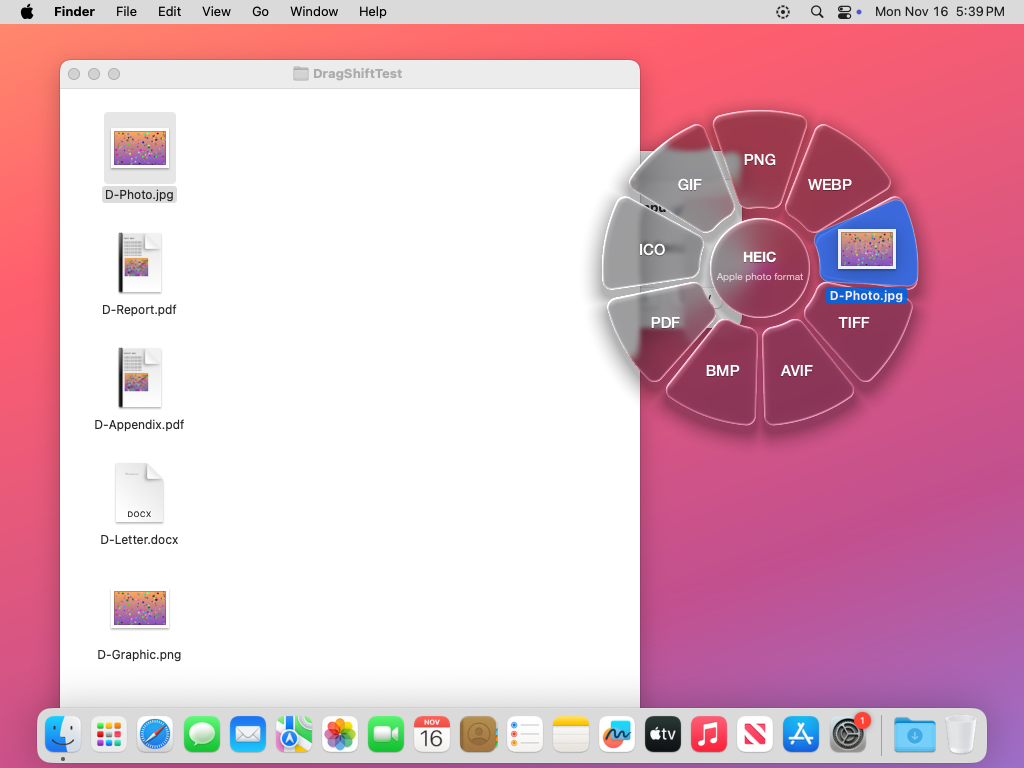 Finder File Edit View Go Window Help Mon Nov 16 5:39 PM
DragShiftTest
D-Photo.jpg
D-Report.pdf
D-Appendix.pdf
DOCX
D-Letter.docx
D-Graphic.png
PNG
GIF
WEBP
ICO
HEIC
Apple photo format
D-Photo.jpg
PDF
TIFF
BMP
AVIF
NOV
16
tv
1